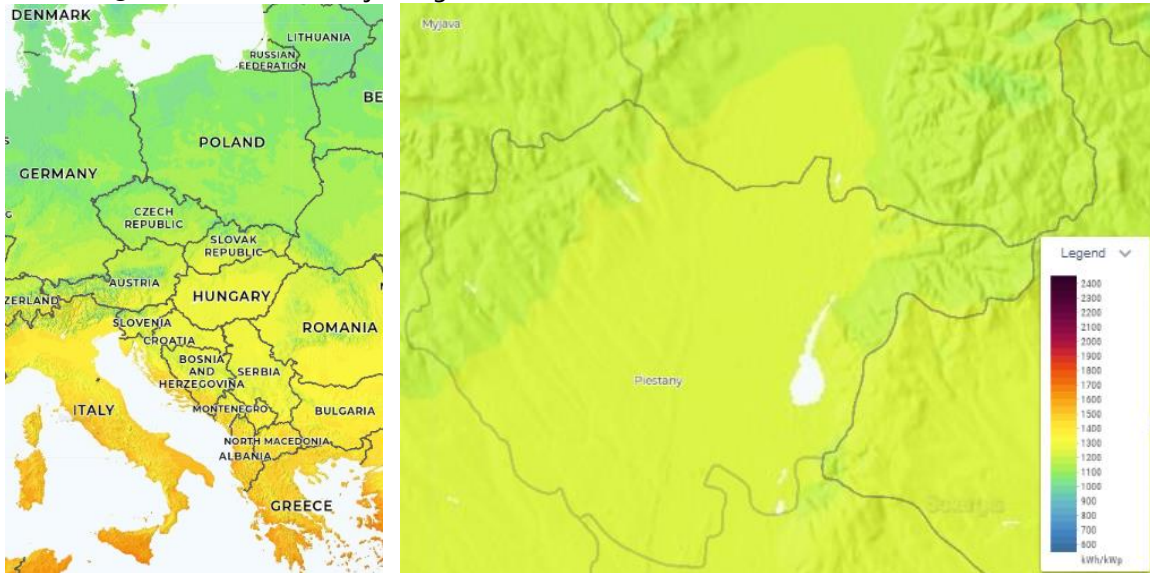 DENMARK
LITHUANIA
RUSSIAN
FEDERATION
BE
POLAND
GERMANY
CZECH
REPUBLIC
SLOVAK
REPUBLIC
AUSTRIA
ZERLAND
HUNGARY
SLOVENIA
CROATIA
ROMANIA
BOSNIA
AND
HERZEGOVINA
SERBIA
ITALY
MONTENEGRO
BULGARIA
NORTH MACEDONIA
ALBANIA
GREECE
Myjava
Piestany
Legend
2400
2300
2200
2100
2000
1900
1800
1700
1600
1500
1400
1300
1200
1100
1000
900
800
700
600
kWh/kWp